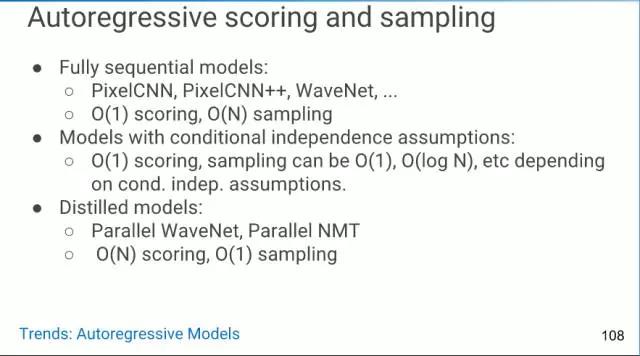 Autoregressive scoring and sampling
● Fully sequential models:
○ PixelCNN, PixelCNN++, WaveNet, ...
○ O(1) scoring, O(N) sampling
● Models with conditional independence assumptions:
○ O(1) scoring, sampling can be O(1), O(log N), etc depending
on cond. indep. assumptions.
● Distilled models:
○ Parallel WaveNet, Parallel NMT
○ O(N) scoring, O(1) sampling
Trends: Autoregressive Models
108